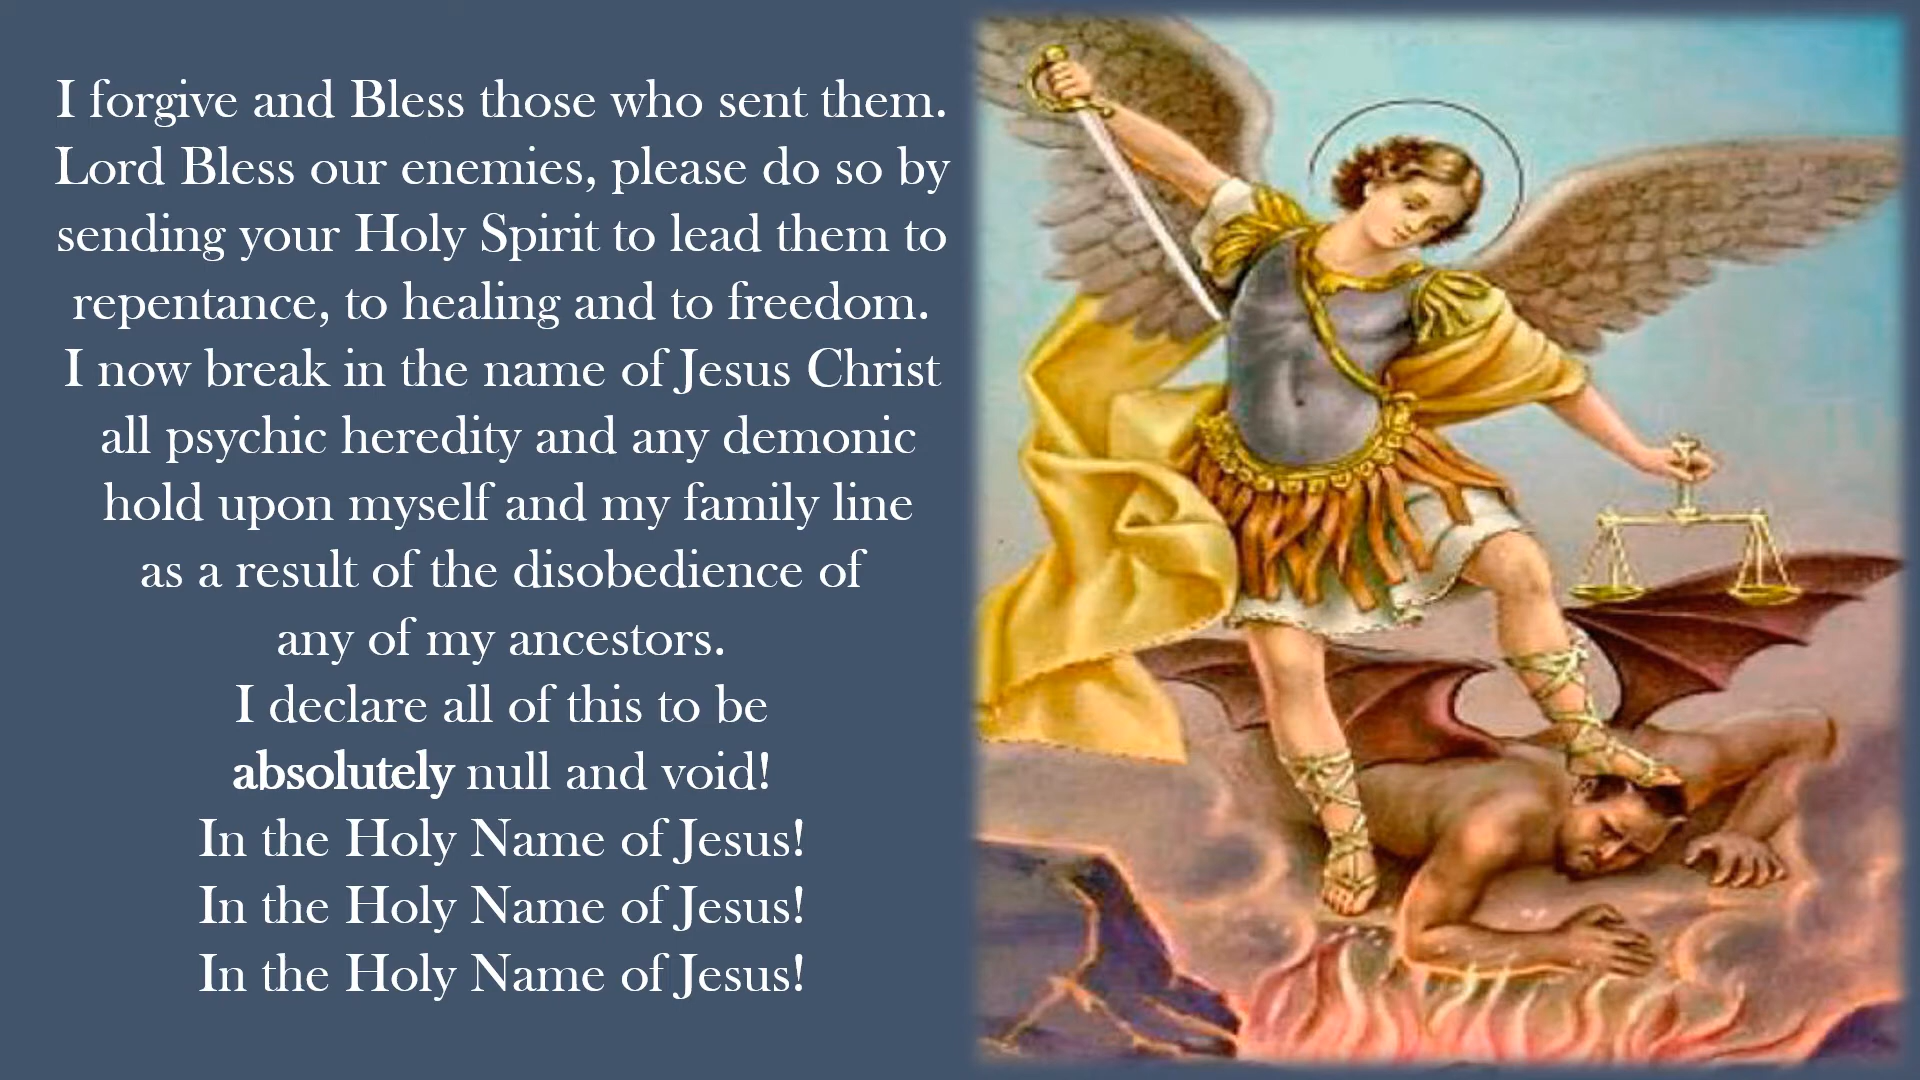 I forgive and Bless those who sent them.
Lord Bless our enemies, please do so by
sending your Holy Spirit to lead them to
repentance, to healing and to freedom.
I now break in the name of Jesus Christ
all psychic heredity and any demonic
hold upon myself and my family line
as a result of the disobedience of
any of my ancestors.
I declare all of this to be
absolutely null and void!
In the Holy Name of Jesus!
In the Holy Name of Jesus!
In the Holy Name of Jesus!